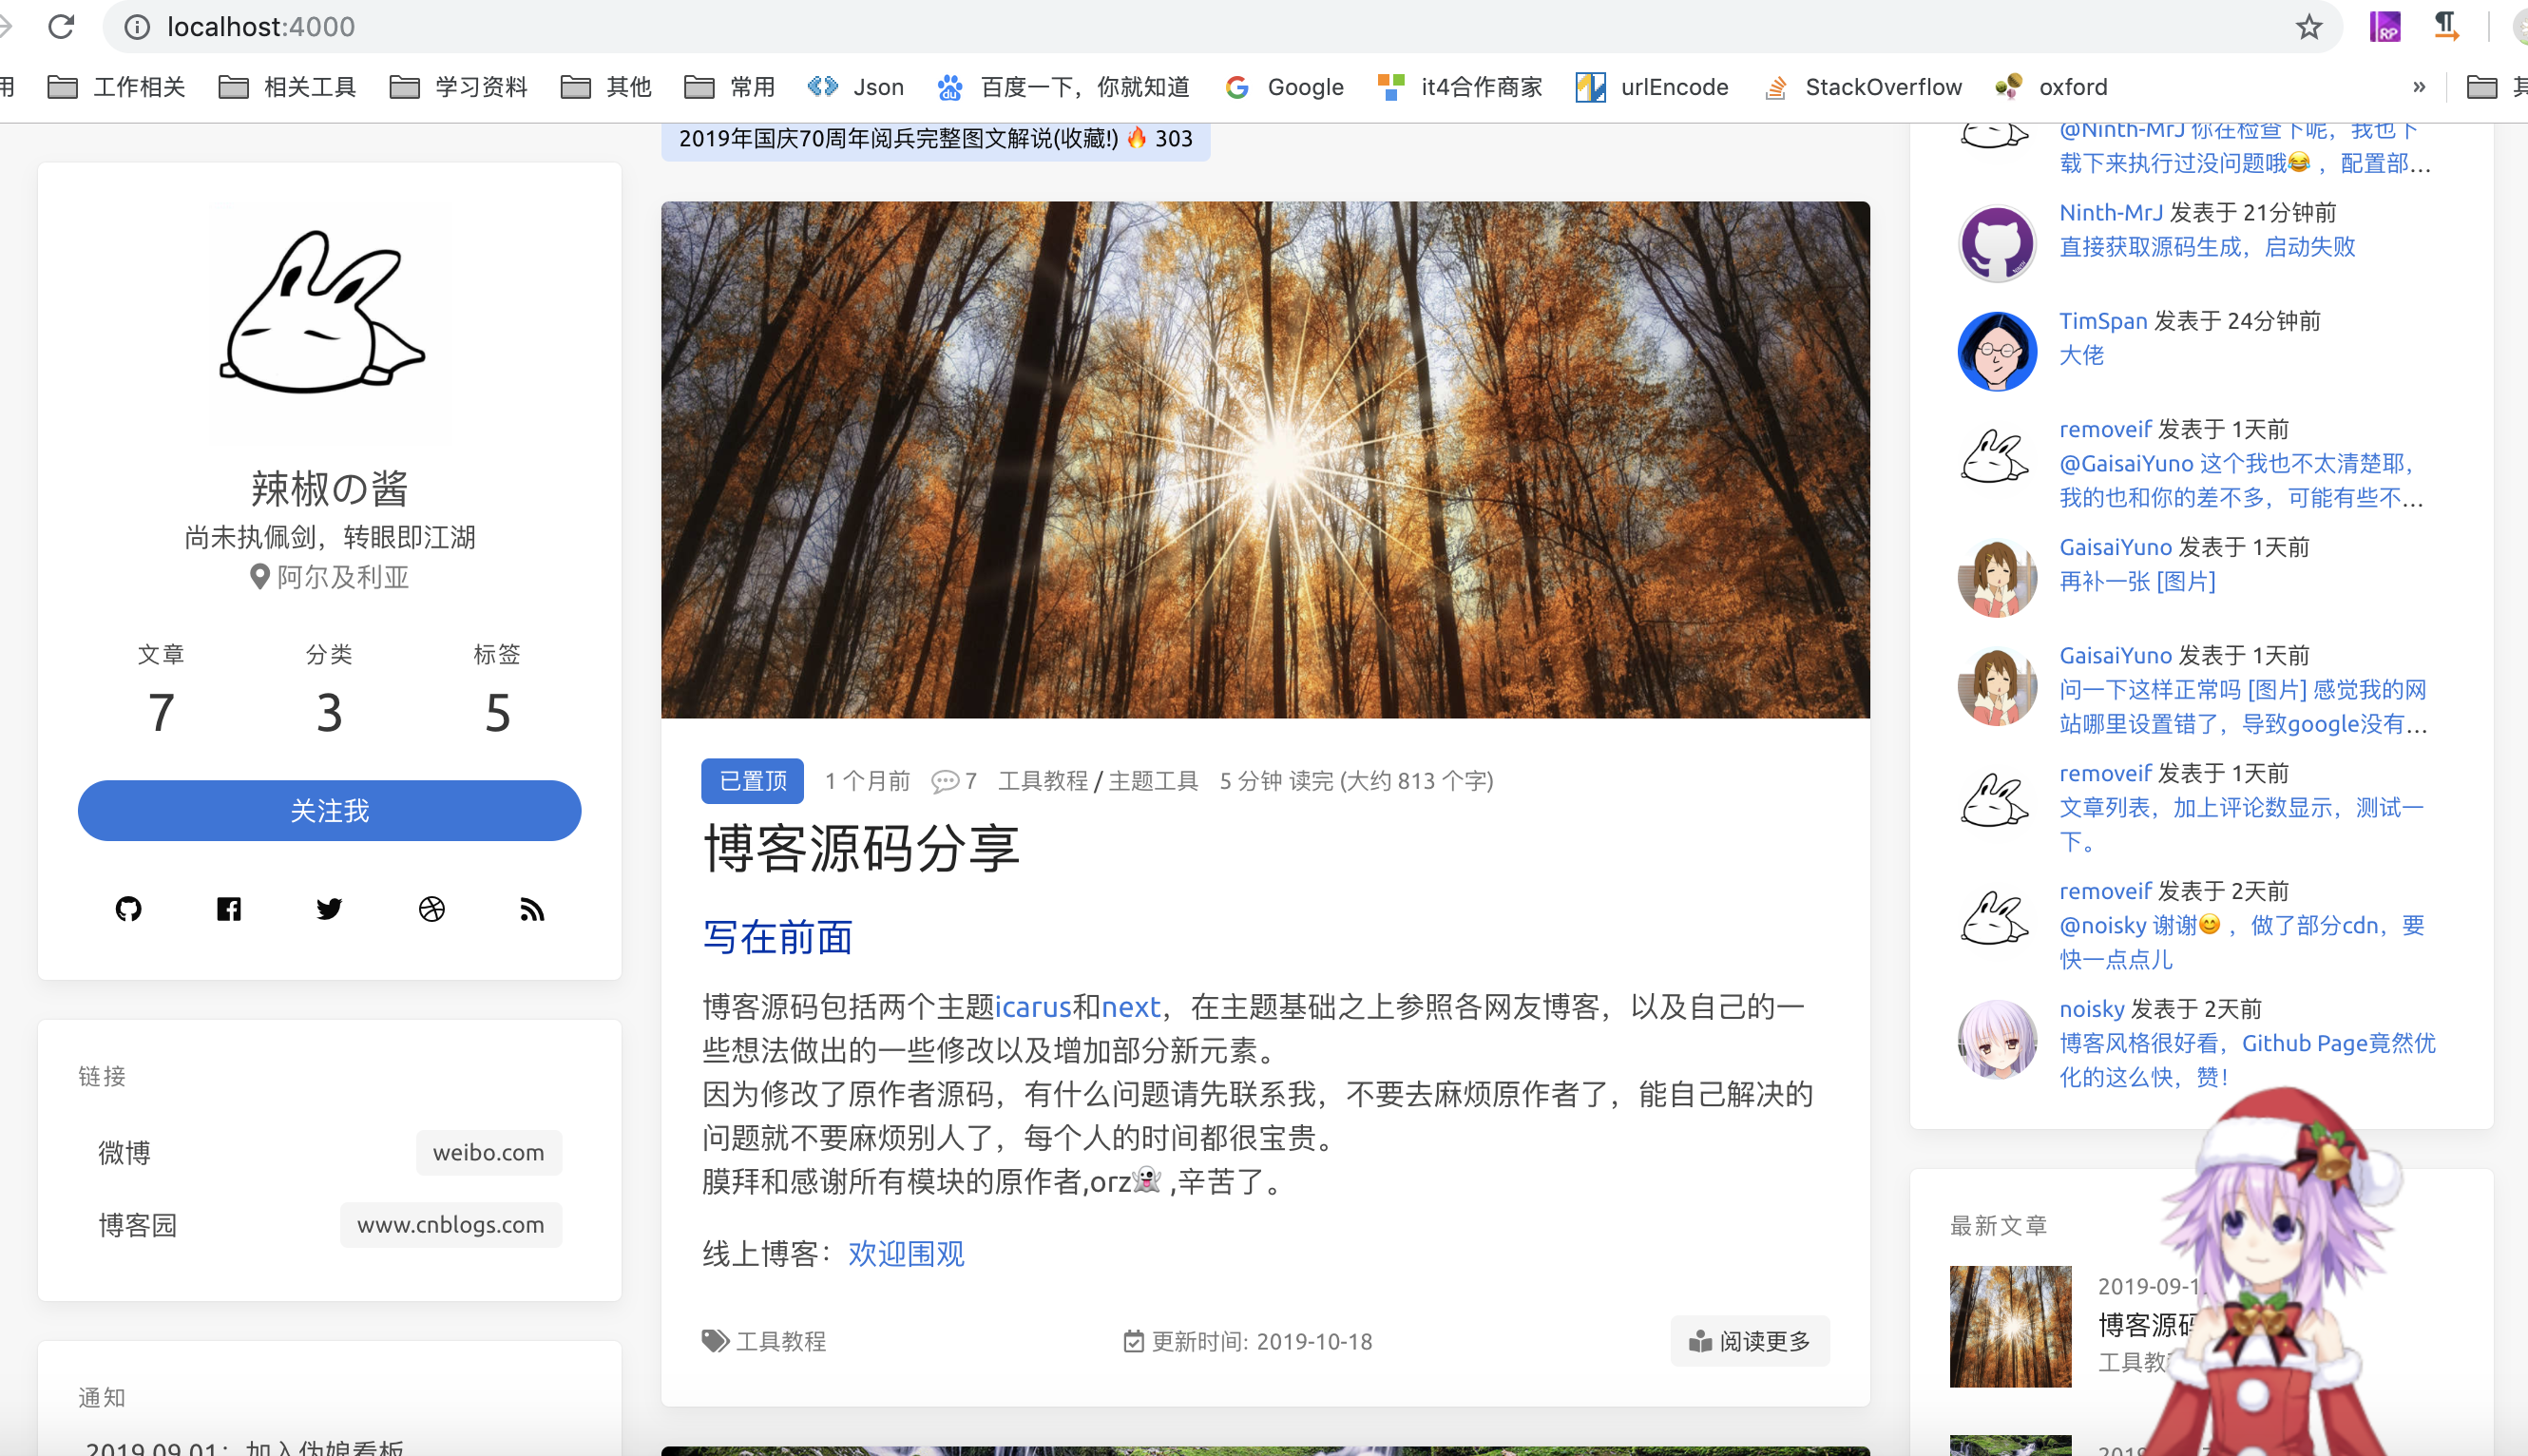 localhost:4000
用
工作相关
相关工具
学习资料
其他
常用
Json
百度一下，你就知道
Google
it4合作商家
urlEncode
StackOverflow
oxford
»
其
辣椒の酱
尚未执佩剑，转眼即江湖
阿尔及利亚
文章 分类 标签
7 3 5
关注我
链接
微博 weibo.com
博客园 www.cnblogs.com
通知
2019.09.01：加入伪娘看板
2019年国庆70周年阅兵完整图文解说(收藏!) 🔥 303
已置顶 1 个月前 7 工具教程 / 主题工具 5 分钟 读完 (大约 813 个字)
博客源码分享
写在前面
博客源码包括两个主题icarus和next，在主题基础之上参照各网友博客，以及自己的一
些想法做出的一些修改以及增加部分新元素。
因为修改了原作者源码，有什么问题请先联系我，不要去麻烦原作者了，能自己解决的
问题就不要麻烦别人了，每个人的时间都很宝贵。
膜拜和感谢所有模块的原作者,orz👻 ,辛苦了。
线上博客：欢迎围观
工具教程 更新时间: 2019-10-18 阅读更多
@Ninth-MrJ 你在检查下呢，我也下
载下来执行过没问题哦😂，配置部...
Ninth-MrJ 发表于 21分钟前
直接获取源码生成，启动失败
TimSpan 发表于 24分钟前
大佬
removeif 发表于 1天前
@GaisaiYuno 这个我也不太清楚耶，
我的也和你的差不多，可能有些不...
GaisaiYuno 发表于 1天前
再补一张 [图片]
GaisaiYuno 发表于 1天前
问一下这样正常吗 [图片] 感觉我的网
站哪里设置错了，导致google没有...
removeif 发表于 1天前
文章列表，加上评论数显示，测试一
下。
removeif 发表于 2天前
@noisky 谢谢😊，做了部分cdn，要
快一点点儿
noisky 发表于 2天前
博客风格很好看，Github Page竟然优
化的这么快，赞！
最新文章
2019-09-1
博客源码
工具教
2019